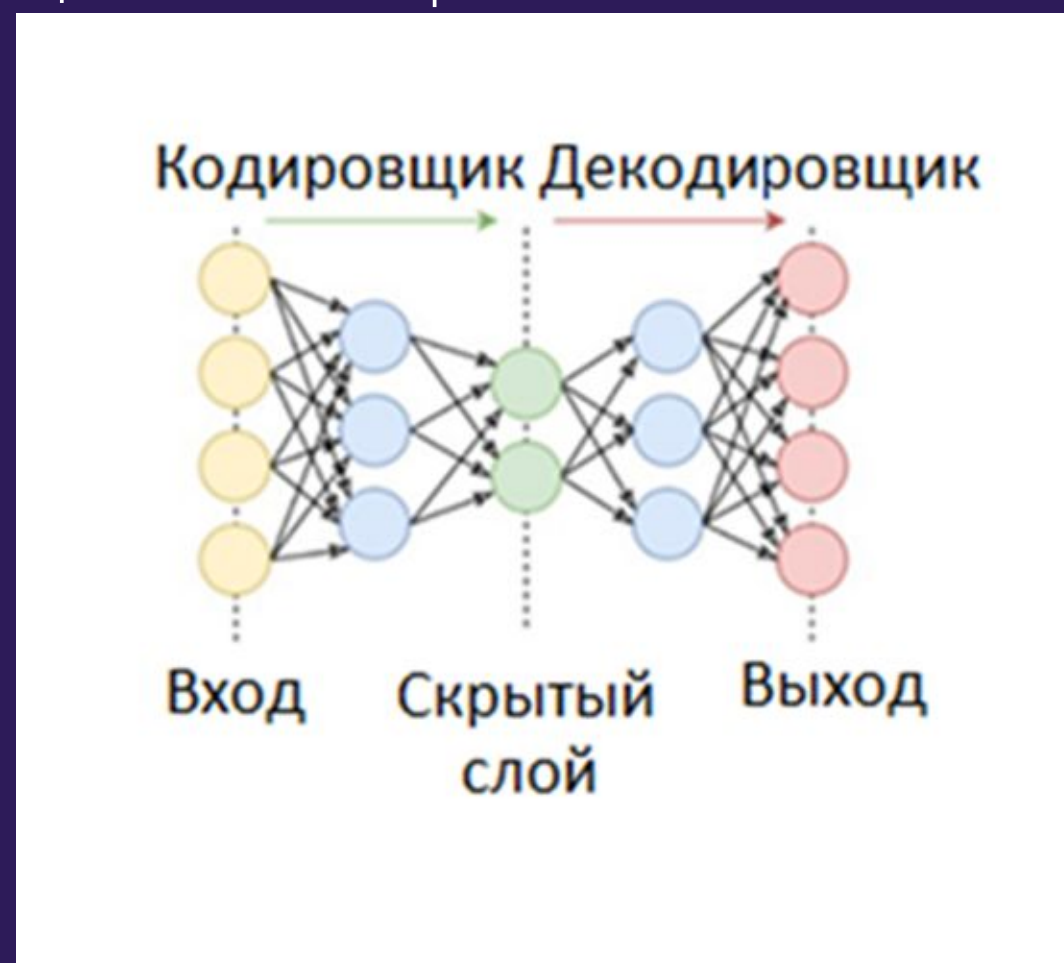 Кодировщик Декодировщик
Вход
Скрытый
слой
Выход